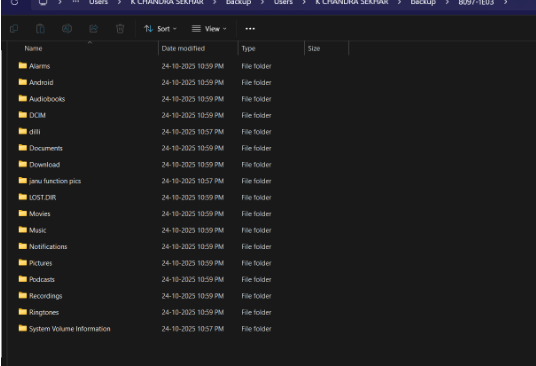 Users > K CHANDRA SEKHAR > backup > Users > K CHANDRA SEKHAR > backup > 8097-1E03 >
Sort View ...
Name Date modified Type Size
Alarms 24-10-2025 10:59 PM File folder
Android 24-10-2025 10:59 PM File folder
Audiobooks 24-10-2025 10:59 PM File folder
DCIM 24-10-2025 10:59 PM File folder
dilli 24-10-2025 10:57 PM File folder
Documents 24-10-2025 10:59 PM File folder
Download 24-10-2025 10:59 PM File folder
janu function pics 24-10-2025 10:57 PM File folder
LOST.DIR 24-10-2025 10:59 PM File folder
Movies 24-10-2025 10:59 PM File folder
Music 24-10-2025 10:59 PM File folder
Notifications 24-10-2025 10:59 PM File folder
Pictures 24-10-2025 10:59 PM File folder
Podcasts 24-10-2025 10:59 PM File folder
Recordings 24-10-2025 10:59 PM File folder
Ringtones 24-10-2025 10:59 PM File folder
System Volume Information 24-10-2025 10:57 PM File folder